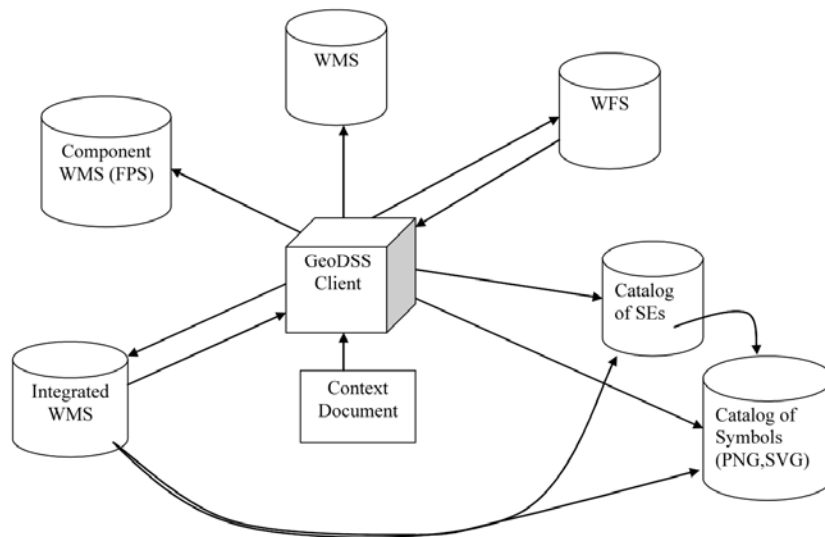 WMS
WFS
Component
WMS (FPS)
GeoDSS
Client
Catalog
of SEs
Integrated
WMS
Context
Document
Catalog of
Symbols
(PNG,SVG)